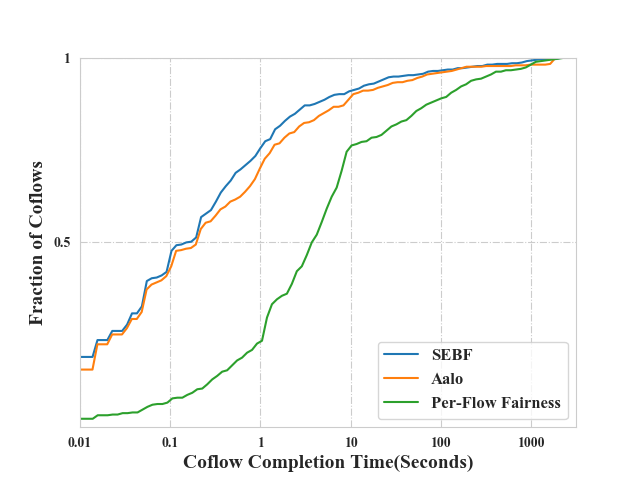 Fraction of Coflows
1
0.5
0.01 0.1 1 10 100 1000
Coflow Completion Time(Seconds)
SEBF
Aalo
Per-Flow Fairness